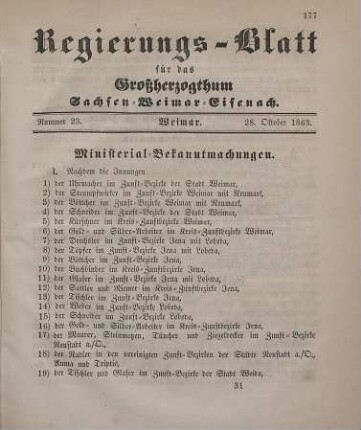 177
Regierungs-Blatt
für das
Großherzogthum
Sachsen-Weimar-Eisenach.
Nummer 23. Weimar. 28. Oktober 1863.
Ministerial-Bekanntmachungen.
I. Nachdem die Innungen
1) der Uhrmacher im Zunft-Bezirke der Stadt Weimar,
2) der Strumpfwirker im Zunft-Bezirke Weimar mit Neumark,
3) der Böttcher im Zunft-Bezirke Weimar mit Neumark,
4) der Schneider im Zunft-Bezirke der Stadt Weimar,
5) der Kürschner im Kreis-Zunftbezirke Weimar,
6) der Gold- und Silber-Arbeiter im Kreis-Zunftbezirke Weimar,
7) der Drechsler im Zunft-Bezirke Jena mit Lobeda,
8) der Töpfer im Zunft-Bezirke Jena mit Lobeda,
9) der Böttcher im Zunft-Bezirke Jena,
10) der Buchbinder im Kreis-Zunftbezirke Jena,
11) der Glaser im Zunft-Bezirke Jena mit Lobeda,
12) der Sattler und Riemer im Kreis-Zunftbezirke Jena,
13) der Tischler im Zunft-Bezirke Jena,
14) der Weber im Zunft-Bezirke Jena mit Lobeda,
15) der Schneider im Zunft-Bezirke Lobeda,
16) der Gold- und Silber-Arbeiter im Kreis-Zunftbezirke Jena,
17) der Maurer, Steinmetzen, Tüncher und Ziegeldecker im Zunft-Bezirke
Neustadt a./O.,
18) der Nadler in den vereinigten Zunft-Bezirken der Städte Neustadt a./O.,
Auma und Triptis,
19) der Tischler und Glaser im Zunft-Bezirke der Stadt Weida,
31